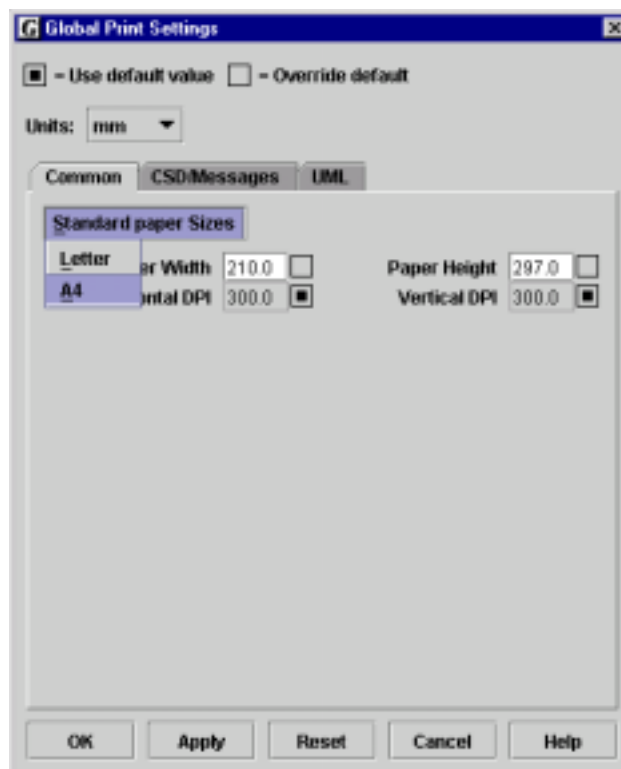 Global Print Settings
– Use default value – Override default
Units: mm
Common CSD/Messages UML
Standard paper Sizes
Letter
er Width 210.0 Paper Height 297.0
A4
ontal DPI 300.0 Vertical DPI 300.0
OK Apply Reset Cancel Help